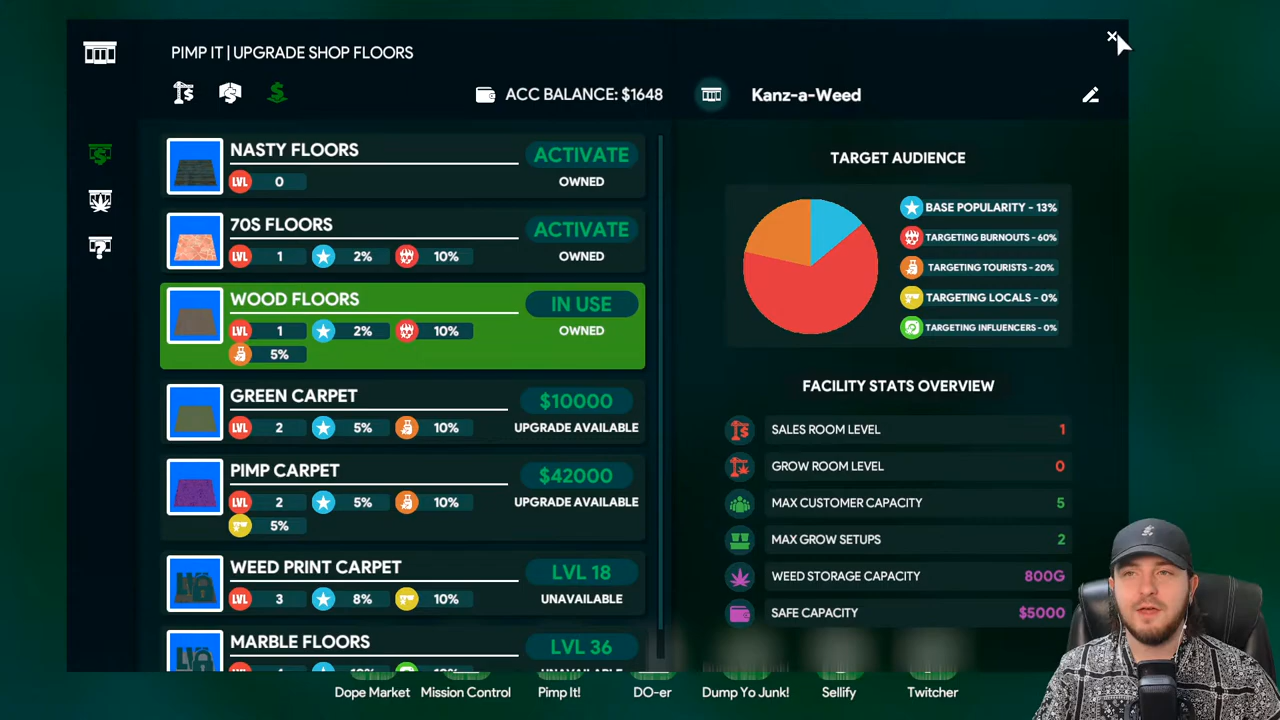 PIMP IT | UPGRADE SHOP FLOORS
ACC BALANCE: $1648
Kanz-a-Weed
NASTY FLOORS
ACTIVATE
LVL 0
OWNED
70S FLOORS
ACTIVATE
LVL 1 2% 10%
OWNED
WOOD FLOORS
IN USE
LVL 1 2% 10%
OWNED
5%
GREEN CARPET
$10000
LVL 2 5% 10%
UPGRADE AVAILABLE
PIMP CARPET
$42000
LVL 2 5% 10%
UPGRADE AVAILABLE
5%
WEED PRINT CARPET
LVL 18
LVL 3 8% 10%
UNAVAILABLE
MARBLE FLOORS
LVL 36
TARGET AUDIENCE
BASE POPULARITY - 13%
TARGETING BURNOUTS - 60%
TARGETING TOURISTS - 20%
TARGETING LOCALS - 0%
TARGETING INFLUENCERS - 0%
FACILITY STATS OVERVIEW
SALES ROOM LEVEL 1
GROW ROOM LEVEL 0
MAX CUSTOMER CAPACITY 5
MAX GROW SETUPS 2
WEED STORAGE CAPACITY 800G
SAFE CAPACITY $5000
Dope Market Mission Control Pimp It! DO-er Dump Yo Junk! Sellify Twitcher